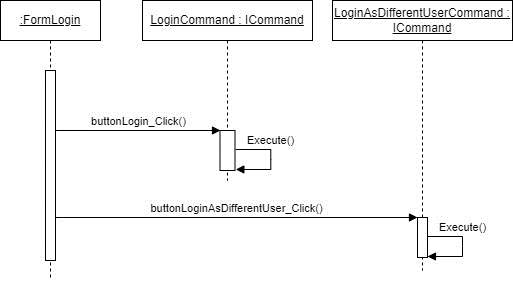 :FormLogin
LoginCommand : ICommand
LoginAsDifferentUserCommand :
ICommand
buttonLogin_Click()
Execute()
buttonLoginAsDifferentUser_Click()
Execute()